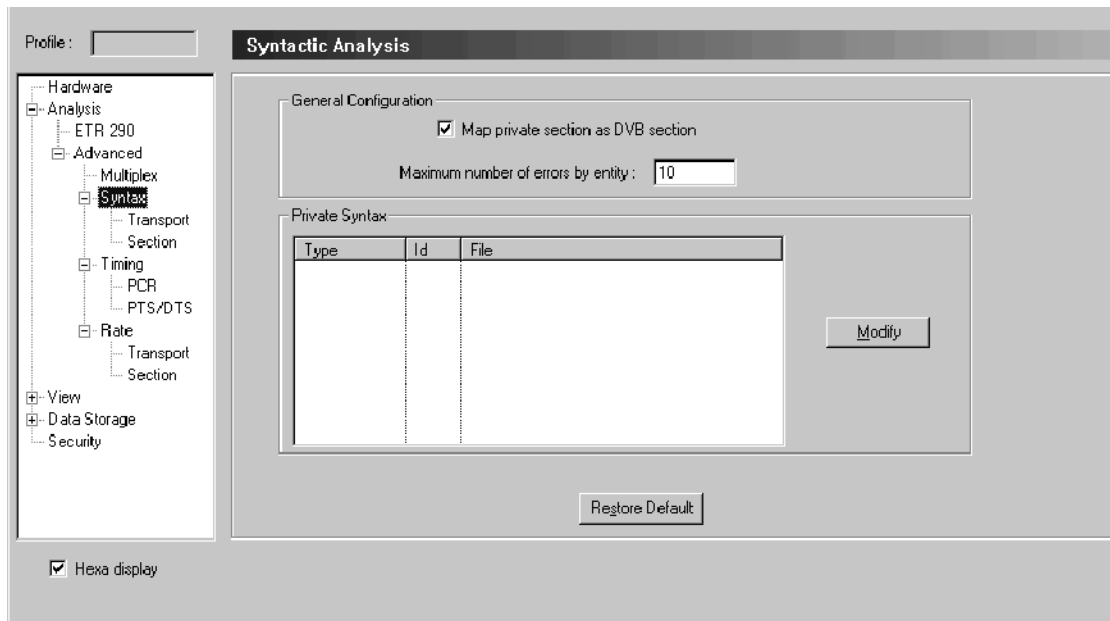 Profile :
Syntactic Analysis
Hardware
Analysis
ETR 290
Advanced
Multiplex
Syntax
Transport
Section
Timing
PCR
PTS/DTS
Rate
Transport
Section
View
Data Storage
Security
General Configuration
Map private section as DVB section
Maximum number of errors by entity : 10
Private Syntax
Type Id File
Modify
Restore Default
Hexa display